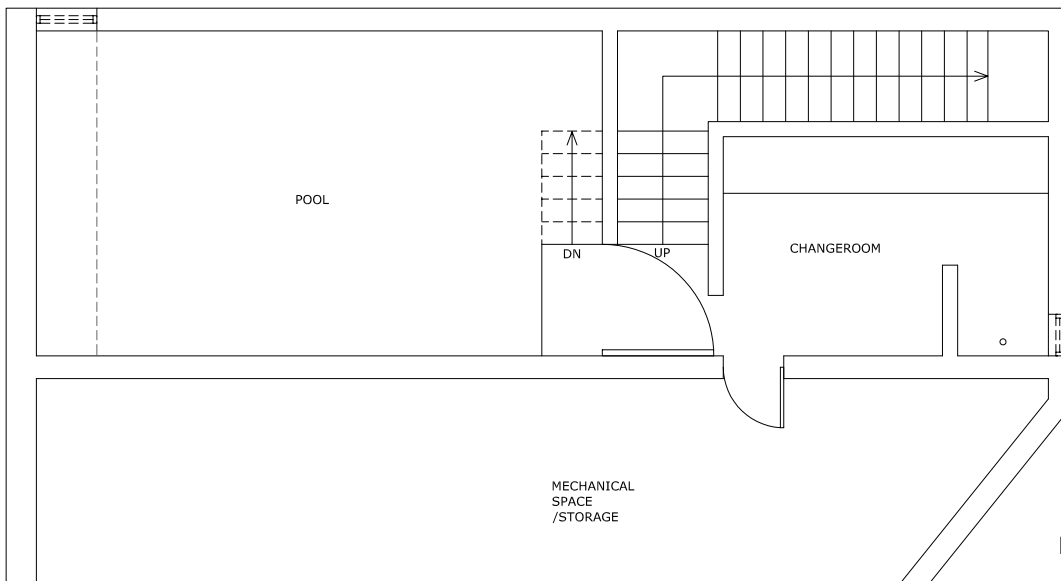 POOL
DN
UP
CHANGEROOM
MECHANICAL
SPACE
/STORAGE